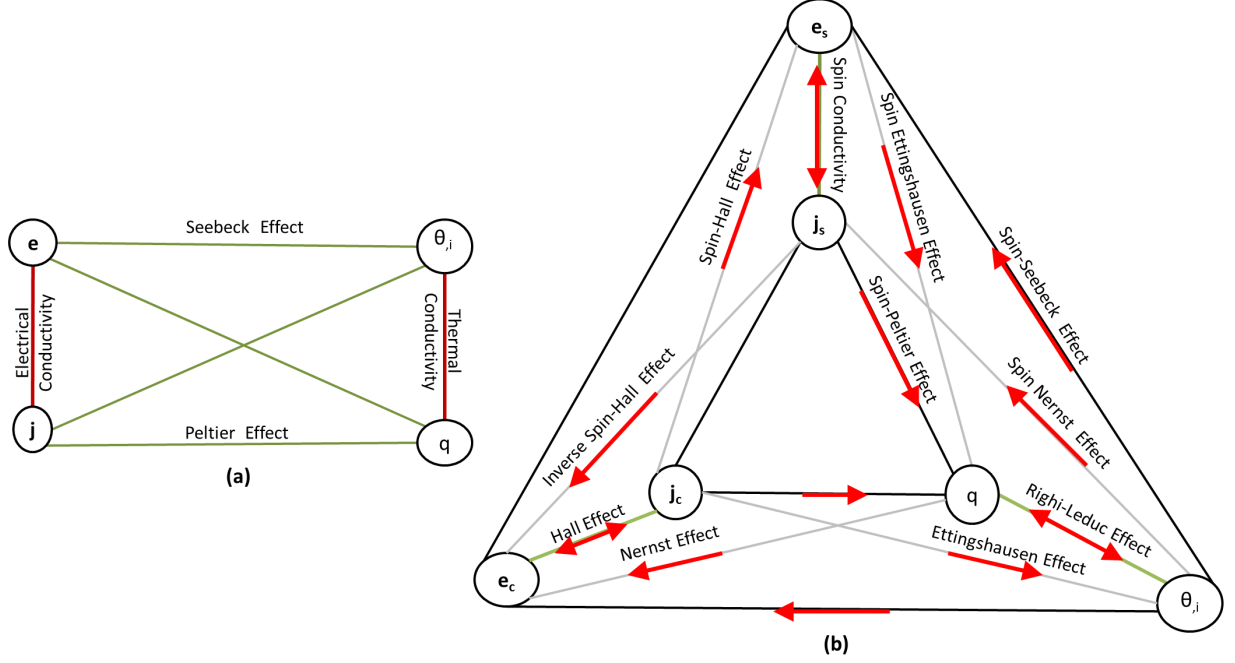 e
Seebeck Effect
θ,i
Electrical
Conductivity
Thermal
Conductivity
j
Peltier Effect
q
(a)
es
Spin Conductivity
Spin Ettingshausen Effect
js
Spin-Hall Effect
Spin-Seebeck Effect
Spin-Peltier Effect
Inverse Spin-Hall Effect
Spin Nernst Effect
jc
q
Hall Effect
Righi-Leduc Effect
Nernst Effect
Ettingshausen Effect
ec
θ,i
(b)